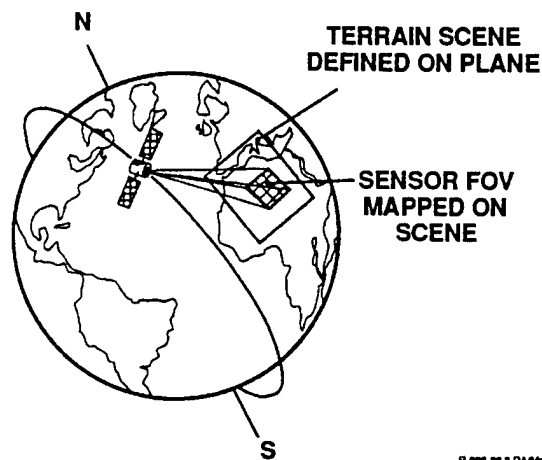 N
TERRAIN SCENE
DEFINED ON PLANE
SENSOR FOV
MAPPED ON
SCENE
S